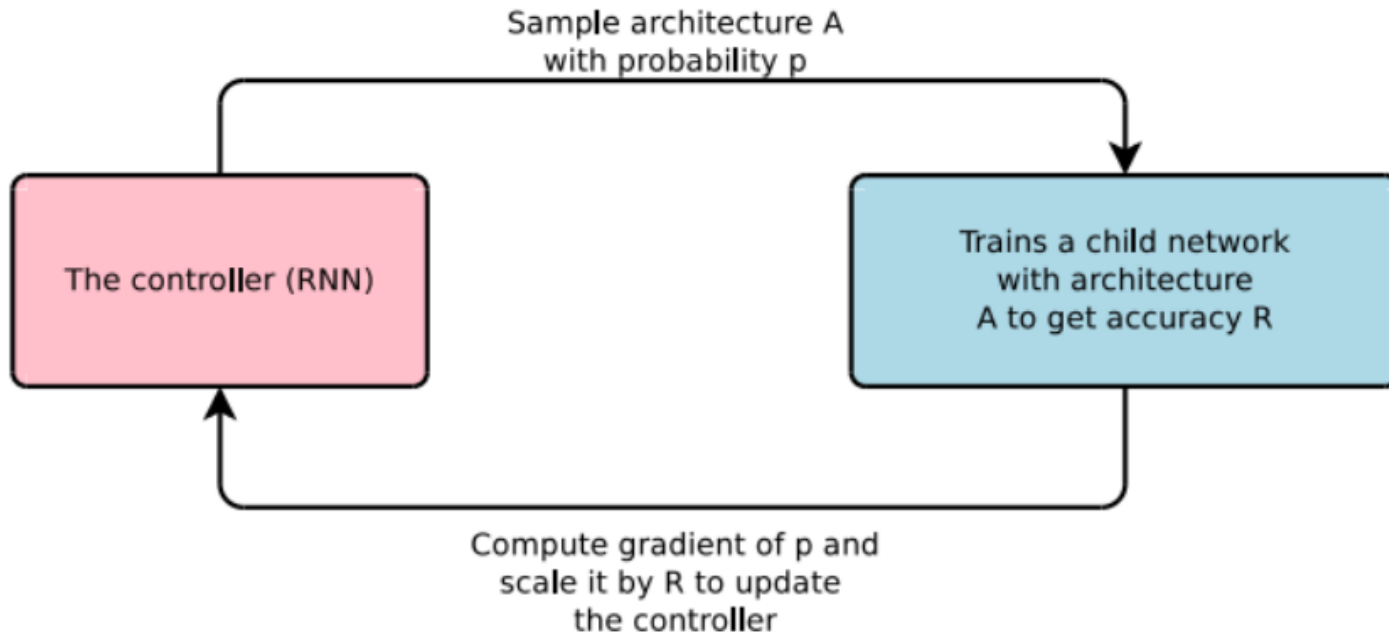 Sample architecture A
with probability p
The controller (RNN)
Trains a child network
with architecture
A to get accuracy R
Compute gradient of p and
scale it by R to update
the controller